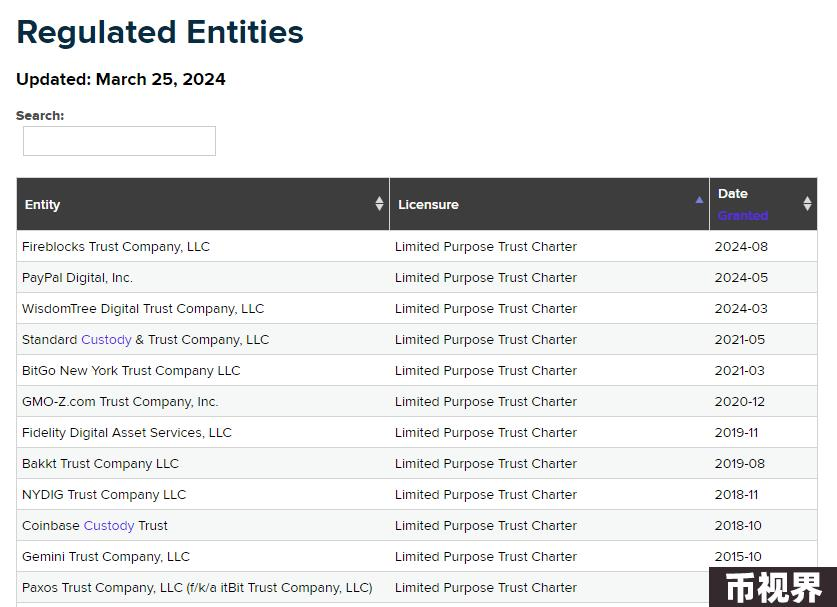 Regulated Entities
Updated: March 25, 2024
Search:
Entity Licensure Date Granted
Fireblocks Trust Company, LLC Limited Purpose Trust Charter 2024-08
PayPal Digital, Inc. Limited Purpose Trust Charter 2024-05
WisdomTree Digital Trust Company, LLC Limited Purpose Trust Charter 2024-03
Standard Custody & Trust Company, LLC Limited Purpose Trust Charter 2021-05
BitGo New York Trust Company LLC Limited Purpose Trust Charter 2021-03
GMO-Z.com Trust Company, Inc. Limited Purpose Trust Charter 2020-12
Fidelity Digital Asset Services, LLC Limited Purpose Trust Charter 2019-11
Bakkt Trust Company LLC Limited Purpose Trust Charter 2019-08
NYDIG Trust Company LLC Limited Purpose Trust Charter 2018-11
Coinbase Custody Trust Limited Purpose Trust Charter 2018-10
Gemini Trust Company, LLC Limited Purpose Trust Charter 2015-10
Paxos Trust Company, LLC (f/k/a itBit Trust Company, LLC) Limited Purpose Trust Charter
币视界